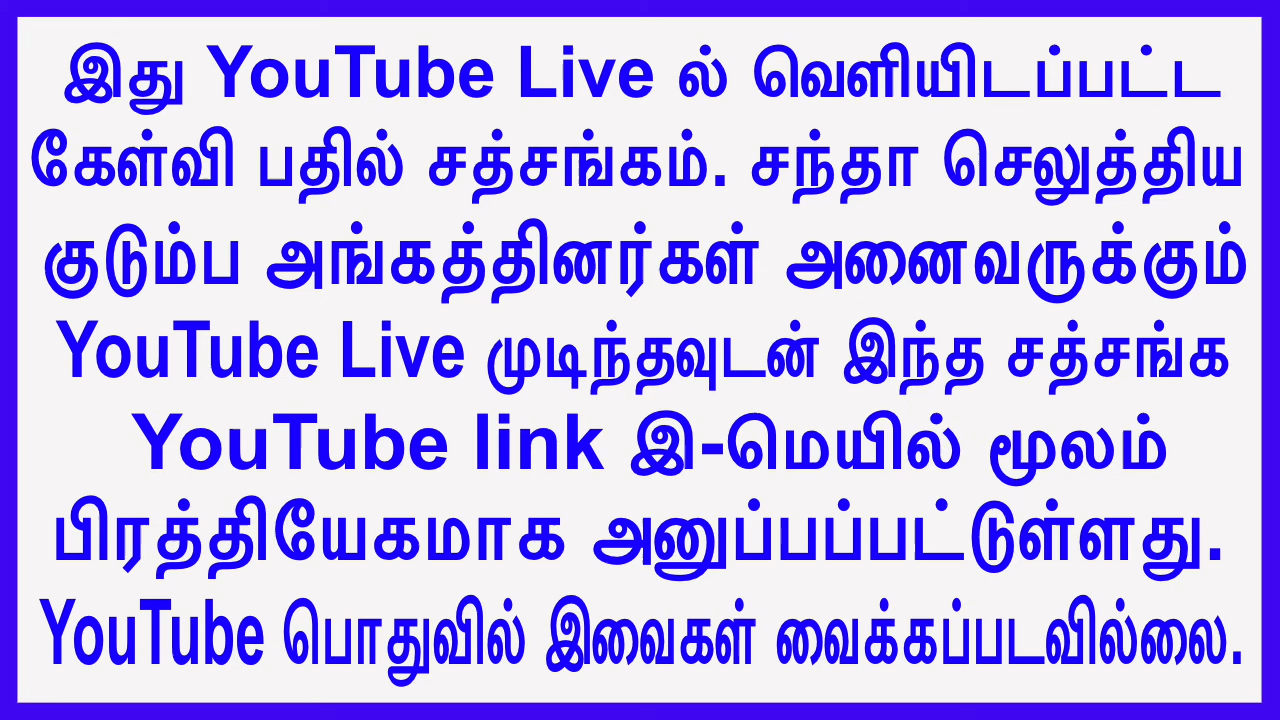 இது YouTube Live ல் வெளியிடப்பட்ட
கேள்வி பதில் சத்சங்கம். சந்தா செலுத்திய
குடும்ப அங்கத்தினர்கள் அனைவருக்கும்
YouTube Live முடிந்தவுடன் இந்த சத்சங்க
YouTube link இ-மெயில் மூலம்
பிரத்தியேகமாக அனுப்பப்பட்டுள்ளது.
YouTube பொதுவில் இவைகள் வைக்கப்படவில்லை.